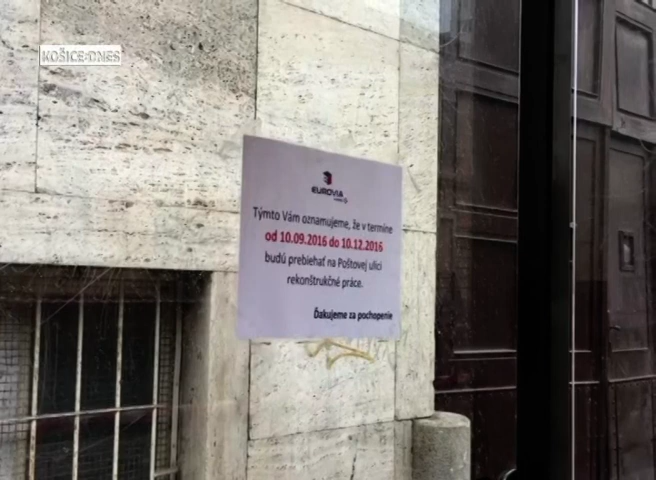 KOŠICE:DNES
EUROVIA
Týmto Vám oznamujeme, že v termíne
od 10.09.2016 do 10.12.2016
budú prebiehať na Poštovej ulici
rekonštrukčné práce.
Ďakujeme za pochopenie